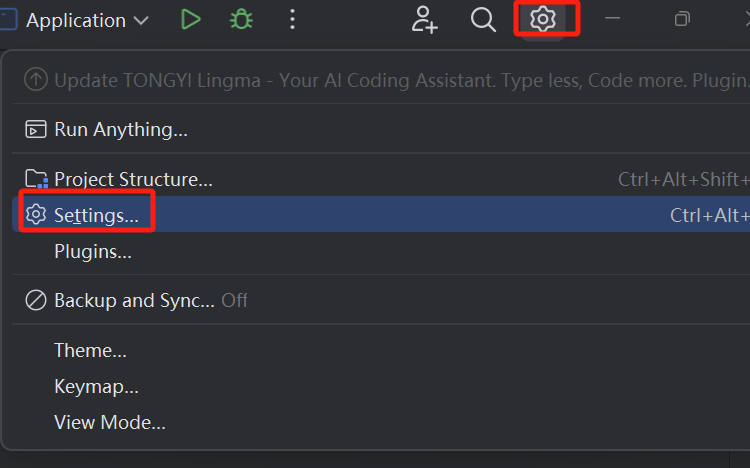 Application
Update TONGYI Lingma - Your AI Coding Assistant. Type less, Code more. Plugin.
Run Anything...
Project Structure... Ctrl+Alt+Shift+
Settings... Ctrl+Alt+
Plugins...
Backup and Sync... Off
Theme...
Keymap...
View Mode...